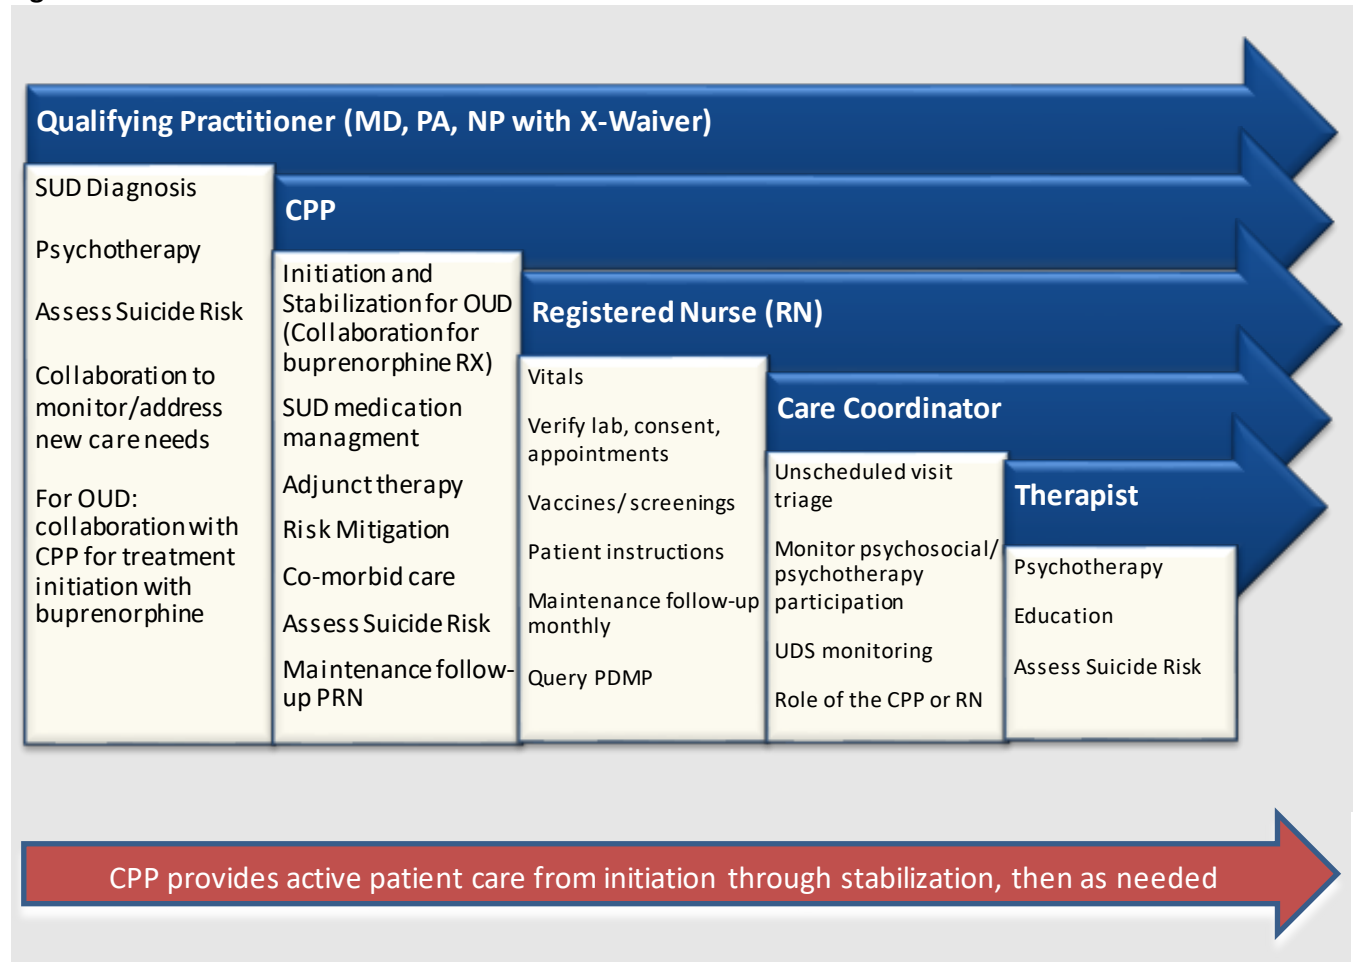 Qualifying Practitioner (MD, PA, NP with X-Waiver)
SUD Diagnosis
Psychotherapy
Assess Suicide Risk
Collaboration to
monitor/address
new care needs
For OUD:
collaboration with
CPP for treatment
initiation with
buprenorphine
CPP
Initiation and
Stabilization for OUD
(Collaboration for
buprenorphine RX)
SUD medication
managment
Adjunct therapy
Risk Mitigation
Co-morbid care
Assess Suicide Risk
Maintenance follow-
up PRN
Registered Nurse (RN)
Vitals
Verify lab, consent,
appointments
Vaccines/ screenings
Patient instructions
Maintenance follow-up
monthly
Query PDMP
Care Coordinator
Unscheduled visit
triage
Monitor psychosocial/
psychotherapy
participation
UDS monitoring
Role of the CPP or RN
Therapist
Psychotherapy
Education
Assess Suicide Risk
CPP provides active patient care from initiation through stabilization, then as needed